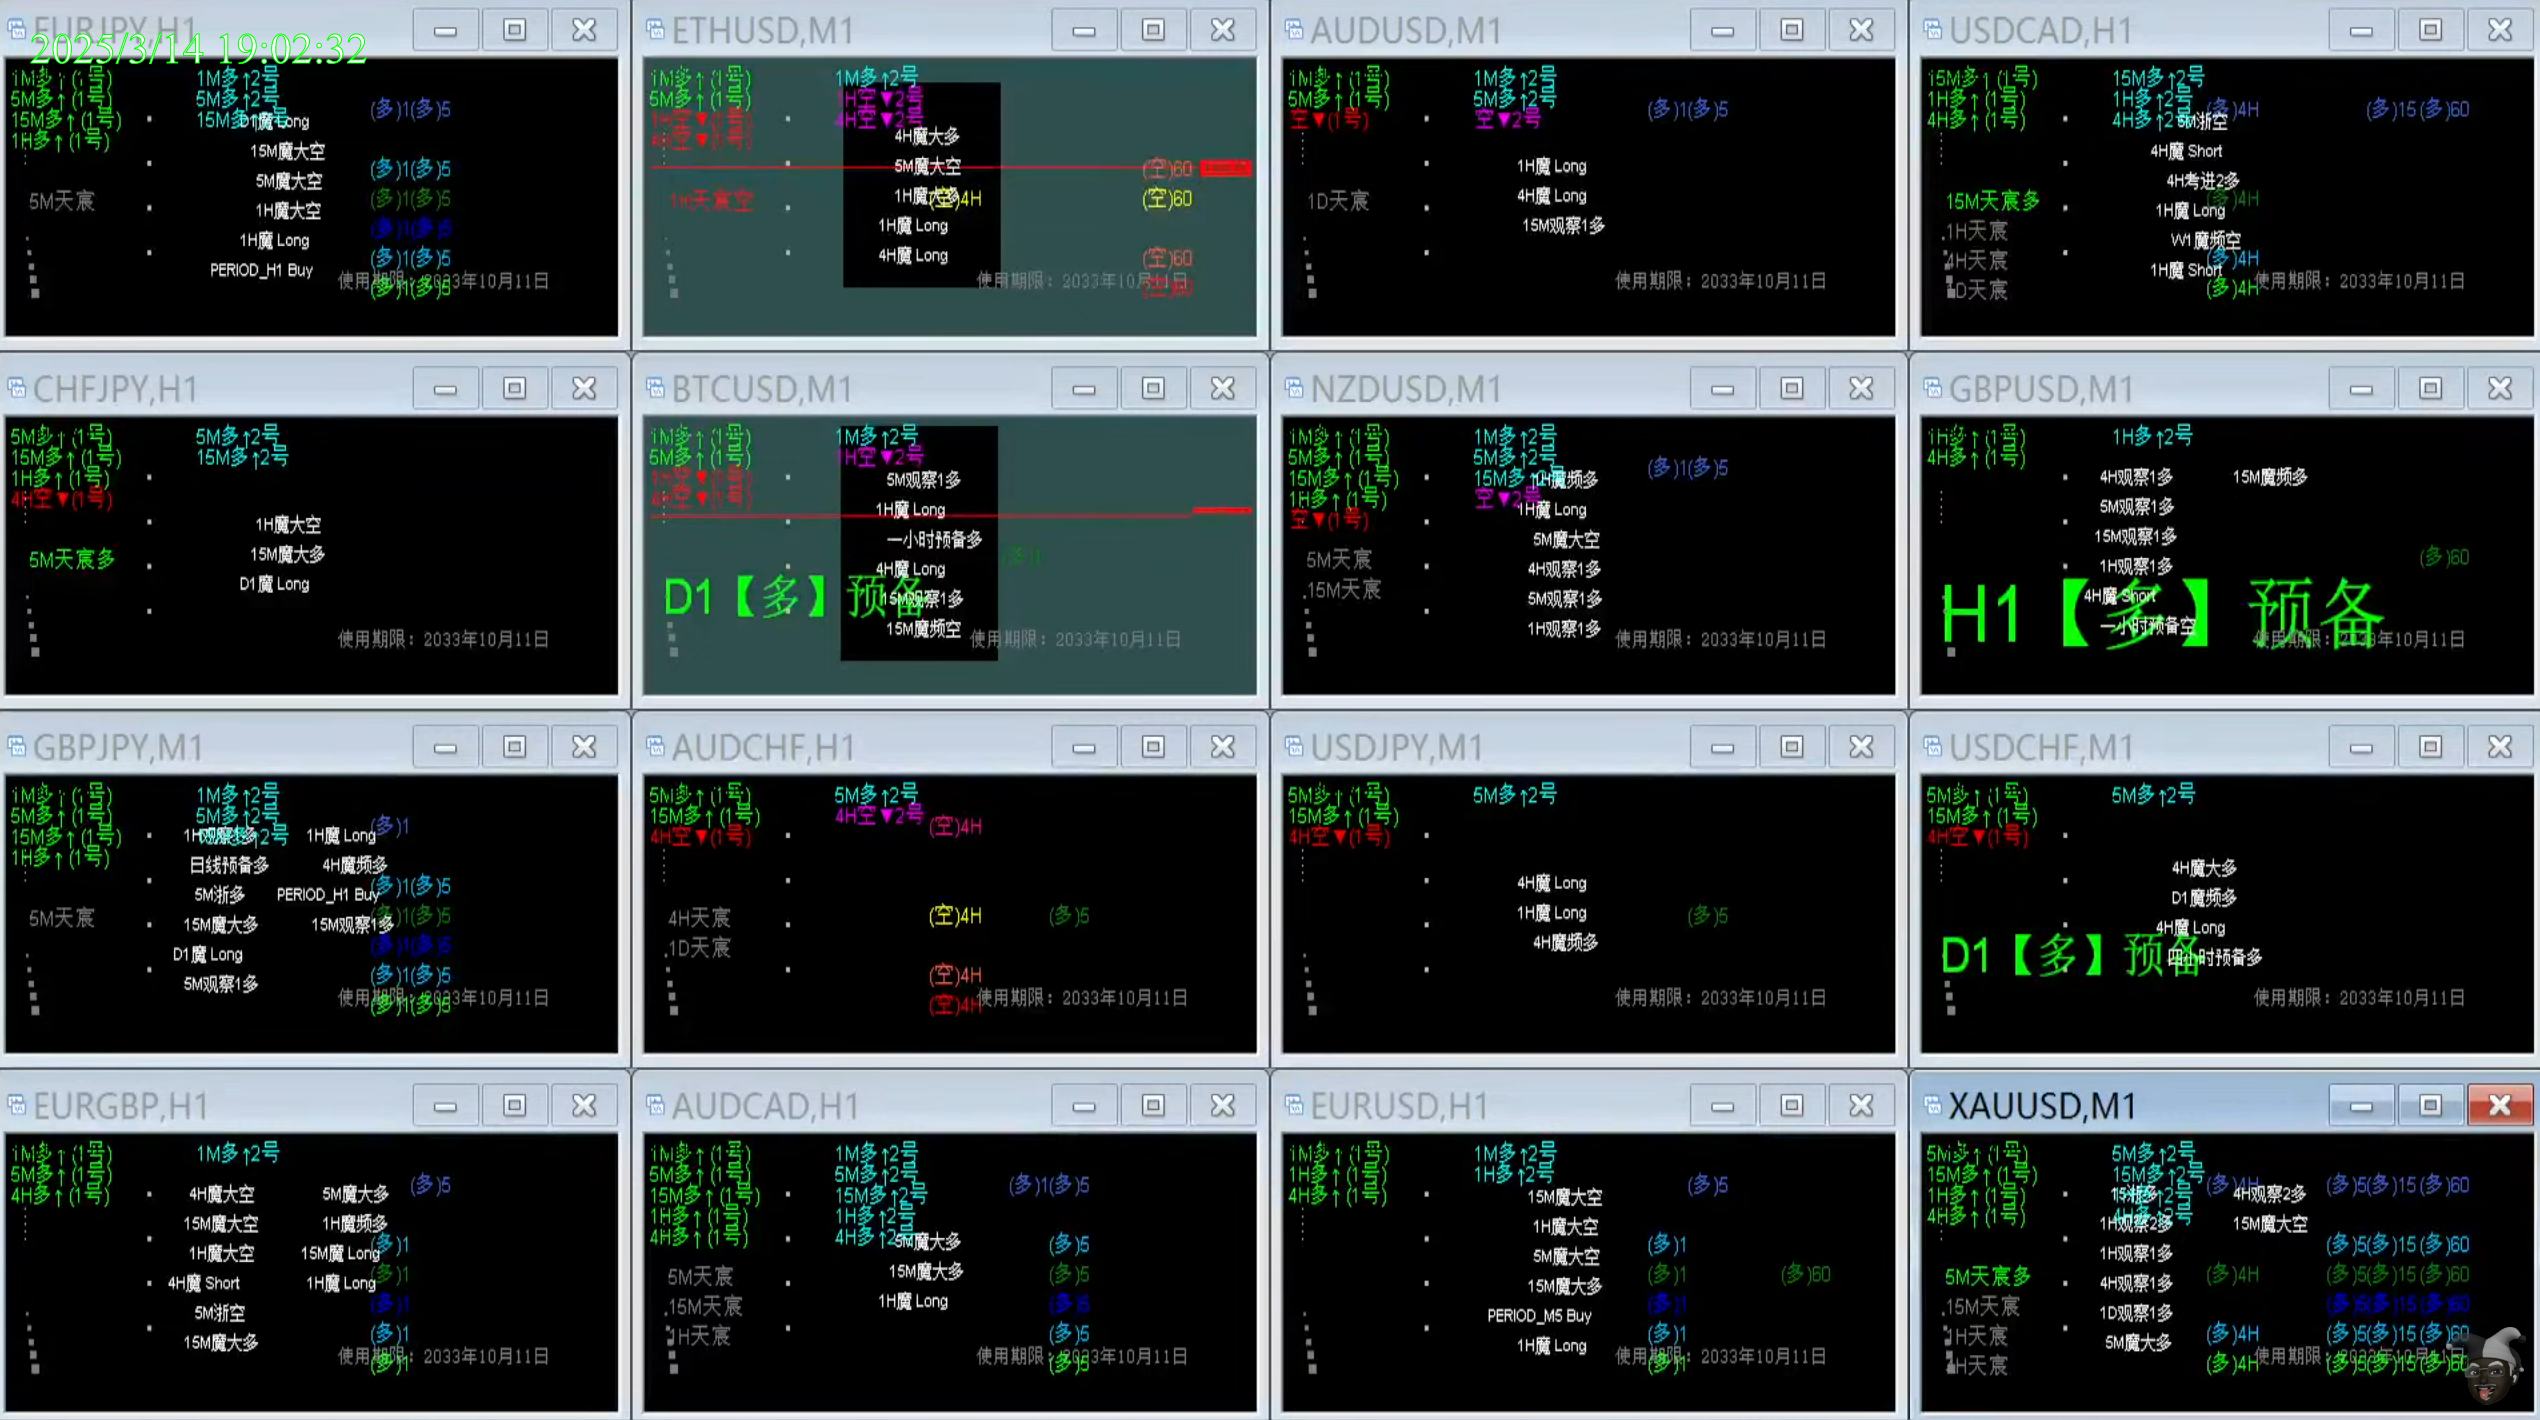 EURJPY,H1
2025/3/14 19:02:32
1M多↑(1号) 1M多↑2号
5M多↑(1号) 5M多↑2号 (多)1(多)5
15M多↑(1号) 15M多↑2号 D1魔 Long
1H多↑(1号)
15M魔大空
(多)1(多)5
5M魔大空
5M天宸 (多)1(多)5
1H魔大空
(多)1(多)5
1H魔 Long
(多)1(多)5
PERIOD_H1 Buy
使用期限：2033年10月11日
(多)1(多)5
ETHUSD,M1
1M多↑(1号) 1M多↑2号
5M多↑(1号) 1H空▼2号
1H空▼(1号) 4H空▼2号
4H空▼(1号) 4H魔大多
5M魔大空 (空)60
1H魔大多
1H天宸空 (空)4H (空)60
1H魔 Long
4H魔 Long (空)60
使用期限：2033年10月11日
AUDUSD,M1
1M多↑(1号) 1M多↑2号
5M多↑(1号) 5M多↑2号 (多)1(多)5
空▼(1号) 空▼2号
1H魔 Long
1D天宸 4H魔 Long
15M观察1多
使用期限：2033年10月11日
USDCAD,H1
15M多↑(1号) 15M多↑2号
1H多↑(1号) 1H多↑2号 (多)4H (多)15(多)60
4H多↑(1号) 4H多↑2号 5M浙空
4H魔 Short
4H考进2多
15M天宸多 (多)4H
1H魔 Long
1H天宸 W1魔频空
4H天宸 (多)4H
1H魔 Short
1D天宸 (多)4H
使用期限：2033年10月11日
CHFJPY,H1
5M多↑(1号) 5M多↑2号
15M多↑(1号) 15M多↑2号
1H多↑(1号)
4H空▼(1号)
1H魔大空
5M天宸多 15M魔大多
D1魔 Long
使用期限：2033年10月11日
BTCUSD,M1
1M多↑(1号) 1M多↑2号
5M多↑(1号) 1H空▼2号
1H空▼(1号) 5M观察1多
4H空▼(1号) 1H魔 Long
一小时预备多
4H魔 Long
D1【多】预备
15M观察1多
15M魔频空
使用期限：2033年10月11日
NZDUSD,M1
1M多↑(1号) 1M多↑2号
5M多↑(1号) 5M多↑2号 (多)1(多)5
15M多↑(1号) 15M多↑2号
1H多↑(1号) 空▼2号
空▼(1号) 1H魔 Long
5M魔大空
5M天宸 4H观察1多
15M天宸 5M观察1多
1H观察1多
使用期限：2033年10月11日
GBPUSD,M1
1H多↑(1号) 1H多↑2号
4H多↑(1号)
4H观察1多 15M魔频多
5M观察1多
15M观察1多
1H观察1多 (多)60
4H魔 Short
H1【多】预备
一小时预备空
使用期限：2033年10月11日
GBPJPY,M1
1M多↑(1号) 1M多↑2号
5M多↑(1号) 5M多↑2号 (多)1
15M多↑(1号) 15M多↑2号 1H魔 Long
1H多↑(1号) 日线预备多 4H魔频多
(多)1(多)5
5M浙多 PERIOD_H1 Buy
5M天宸 (多)1(多)5
15M魔大多 15M观察1多
(多)1(多)5
D1魔 Long
(多)1(多)5
5M观察1多
使用期限：2033年10月11日
(多)1(多)5
AUDCHF,H1
5M多↑(1号) 5M多↑2号
15M多↑(1号) 4H空▼2号
4H空▼(1号) (空)4H
4H天宸 (空)4H (多)5
1D天宸
(空)4H
(空)4H
使用期限：2033年10月11日
USDJPY,M1
5M多↑(1号) 5M多↑2号
15M多↑(1号)
4H空▼(1号)
4H魔 Long
1H魔 Long (多)5
4H魔频多
使用期限：2033年10月11日
USDCHF,M1
5M多↑(1号) 5M多↑2号
15M多↑(1号)
4H空▼(1号)
4H魔大多
D1魔频多
4H魔 Long
D1【多】预备
四小时预备多
使用期限：2033年10月11日
EURGBP,H1
1M多↑(1号) 1M多↑2号
5M多↑(1号) (多)5
4H多↑(1号) 4H魔大空 5M魔大多
15M魔大空 1H魔频多
(多)1
1H魔大空 15M魔 Long
(多)1
4H魔 Short 1H魔 Long
(多)1
5M浙空
(多)1
15M魔大多
使用期限：2033年10月11日
(多)1
AUDCAD,H1
1M多↑(1号) 1M多↑2号
5M多↑(1号) 5M多↑2号 (多)1(多)5
15M多↑(1号) 15M多↑2号
1H多↑(1号) 1H多↑2号
4H多↑(1号) 4H多↑2号 5M魔大多 (多)5
5M天宸 15M魔大多 (多)5
15M天宸 1H魔 Long (多)5
1H天宸 (多)5
使用期限：2033年10月11日
(多)5
EURUSD,H1
1M多↑(1号) 1M多↑2号
1H多↑(1号) 1H多↑2号 (多)5
4H多↑(1号) 15M魔大空
1H魔大空
(多)1
5M魔大空
(多)1 (多)60
15M魔大多
(多)1
PERIOD_M5 Buy
(多)1
1H魔 Long
使用期限：2033年10月11日
(多)1
XAUUSD,M1
5M多↑(1号) 5M多↑2号
15M多↑(1号) 15M多↑2号 (多)4H (多)5(多)15(多)60
1H多↑(1号) 4H观察2多
4H多↑(1号) 1H观察2多 15M魔大空
1H观察1多 (多)5(多)15(多)60
5M天宸多 4H观察1多 (多)4H (多)5(多)15(多)60
15M天宸 1D观察1多 (多)5(多)15(多)60
1H天宸 5M魔大多 (多)4H (多)5(多)15(多)60
4H天宸 (多)4H (多)5(多)15(多)60
使用期限：2033年10月11日